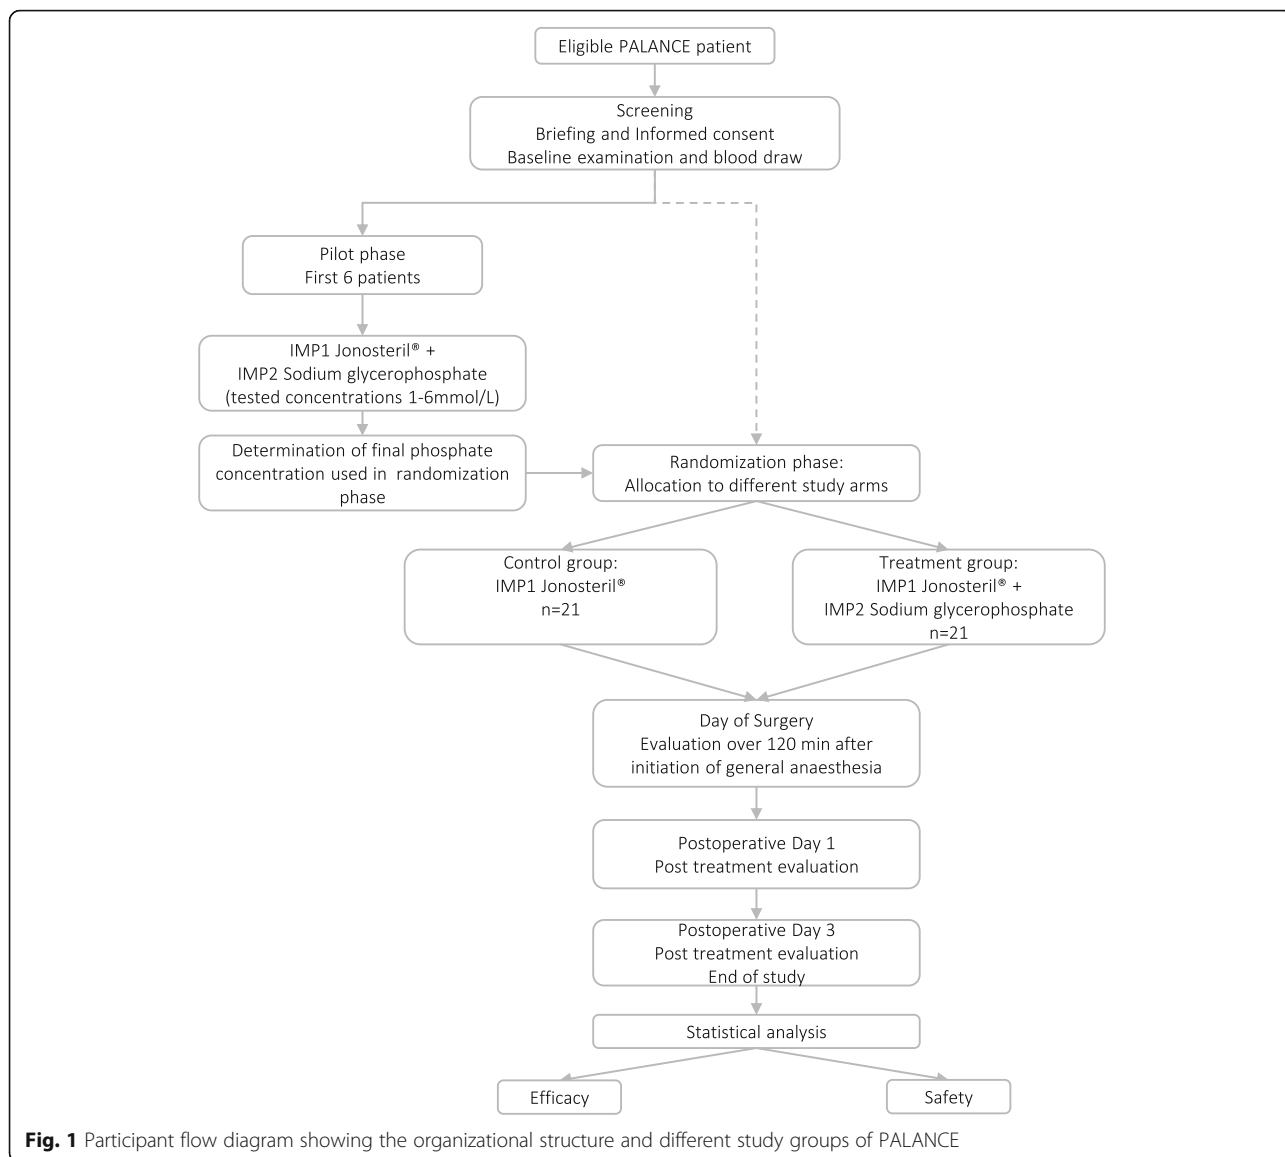 Eligible PALANCE patient
Screening
Briefing and Informed consent
Baseline examination and blood draw
Pilot phase
First 6 patients
IMP1 Jonosteril® +
IMP2 Sodium glycerophosphate
(tested concentrations 1-6mmol/L)
Determination of final phosphate
concentration used in randomization
phase
Randomization phase:
Allocation to different study arms
Control group:
IMP1 Jonosteril®
n=21
Treatment group:
IMP1 Jonosteril® +
IMP2 Sodium glycerophosphate
n=21
Day of Surgery
Evaluation over 120 min after
initiation of general anaesthesia
Postoperative Day 1
Post treatment evaluation
Postoperative Day 3
Post treatment evaluation
End of study
Statistical analysis
Efficacy
Safety
Fig. 1 Participant flow diagram showing the organizational structure and different study groups of PALANCE